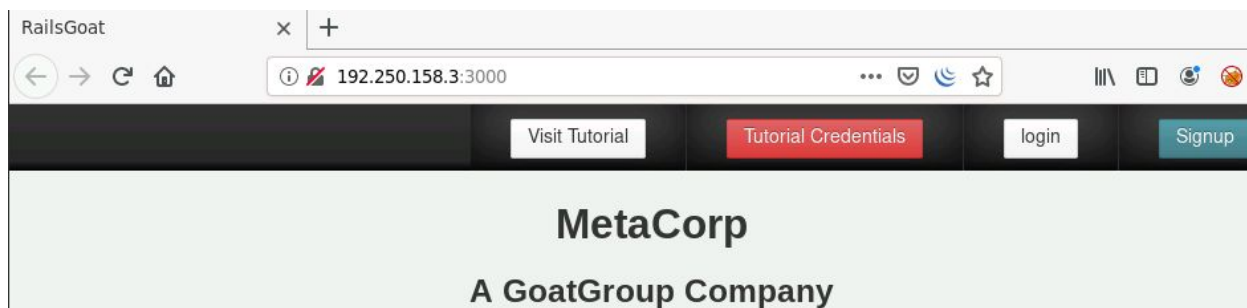 RailsGoat
192.250.158.3:3000
Visit Tutorial
Tutorial Credentials
login
Signup
MetaCorp
A GoatGroup Company